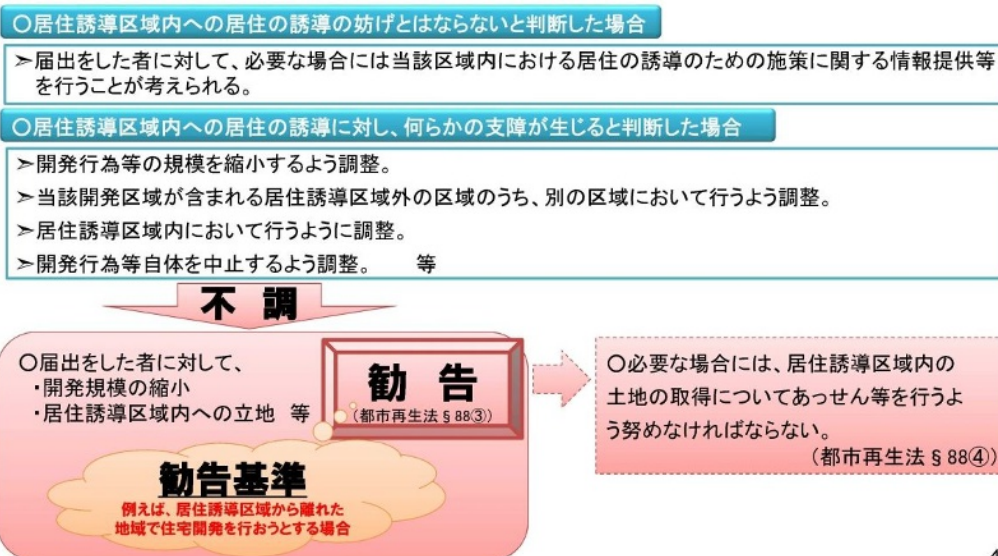 ○居住誘導区域内への居住の誘導の妨げとはならないと判断した場合
➢届出をした者に対して、必要な場合には当該区域内における居住の誘導のための施策に関する情報提供等
を行うことが考えられる。
○居住誘導区域内への居住の誘導に対し、何らかの支障が生じると判断した場合
➢開発行為等の規模を縮小するよう調整。
➢当該開発区域が含まれる居住誘導区域外の区域のうち、別の区域において行うよう調整。
➢居住誘導区域内において行うように調整。
➢開発行為等自体を中止するよう調整。 等
不 調
○届出をした者に対して、
・開発規模の縮小
・居住誘導区域内への立地 等
勧 告
(都市再生法§88③)
勧告基準
例えば、居住誘導区域から離れた
地域で住宅開発を行おうとする場合
○必要な場合には、居住誘導区域内の
土地の取得についてあっせん等を行うよ
う努めなければならない。
(都市再生法§88④)